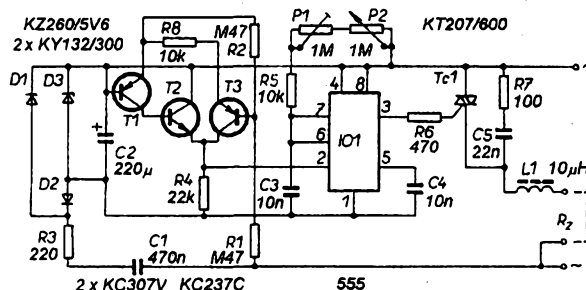 KZ260/5V6
2 x KY132/300
R8
10k
M47
R2
P1
P2
1M
1M
KT207/600
D1
D3
T1
T2
T3
R5
10k
4
8
Tc1
R7
100
7
3
6
IO1
R6
470
C5
22n
+
C2
220µ
2
5
L1
10µH
D2
R4
22k
C3
10n
C4
10n
1
R3
220
C1
470n
R1
M47
Rz
~
2 x KC307V
KC237C
555